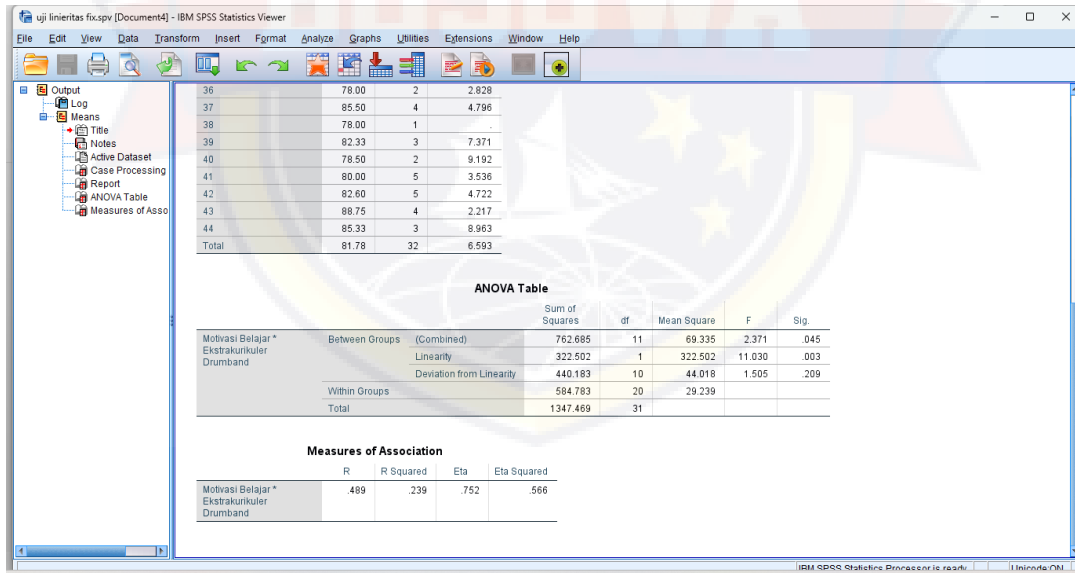 uji linieritas fix.spv [Document4] - IBM SPSS Statistics Viewer
File Edit View Data Transform Insert Format Analyze Graphs Utilities Extensions Window Help
Output
Log
Means
Title
Notes
Active Dataset
Case Processing
Report
ANOVA Table
Measures of Asso
36 78.00 2 2.828
37 85.50 4 4.796
38 78.00 1 .
39 82.33 3 7.371
40 78.50 2 9.192
41 80.00 5 3.536
42 82.60 5 4.722
43 88.75 4 2.217
44 85.33 3 8.963
Total 81.78 32 6.593
ANOVA Table
Sum of
Squares df Mean Square F Sig.
Motivasi Belajar * Between Groups (Combined) 762.685 11 69.335 2.371 .045
Ekstrakurikuler
Drumband
Linearity 322.502 1 322.502 11.030 .003
Deviation from Linearity 440.183 10 44.018 1.505 .209
Within Groups 584.783 20 29.239
Total 1347.469 31
Measures of Association
R R Squared Eta Eta Squared
Motivasi Belajar * .489 .239 .752 .566
Ekstrakurikuler
Drumband
IBM SPSS Statistics Processor is ready Unicode:ON